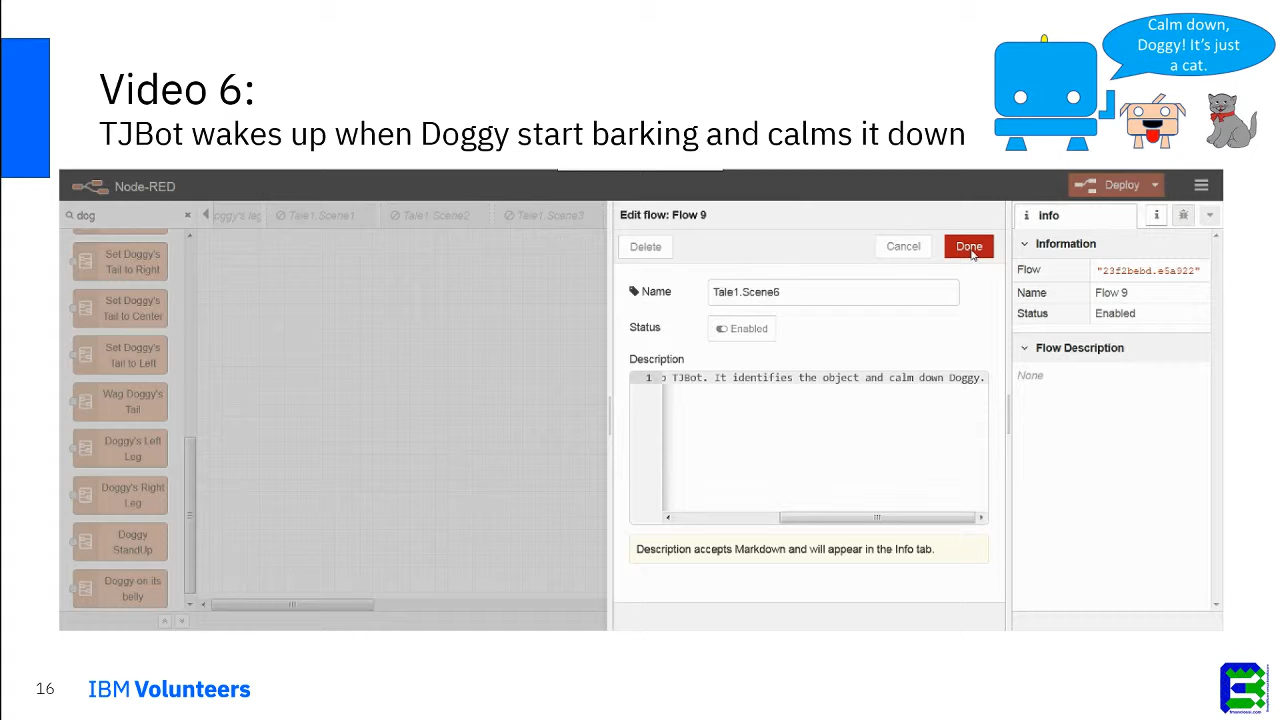 Calm down,
Doggy! It's just
a cat.
Video 6:
TJBot wakes up when Doggy start barking and calms it down
Node-RED
Deploy
dog
Tale1.Scene1
Tale1.Scene2
Tale1.Scene3
Set Doggy's
Tail to Right
Set Doggy's
Tail to Center
Set Doggy's
Tail to Left
Wag Doggy's
Tail
Doggy's Left
Leg
Doggy's Right
Leg
Doggy
StandUp
Doggy on its
belly
Edit flow: Flow 9
Delete
Cancel
Done
Name
Tale1.Scene6
Status
Enabled
Description
1 TJBot. It identifies the object and calm down Doggy.
Description accepts Markdown and will appear in the Info tab.
info
Information
Flow "23f2bebd.e5a922"
Name Flow 9
Status Enabled
Flow Description
None
16
IBM Volunteers